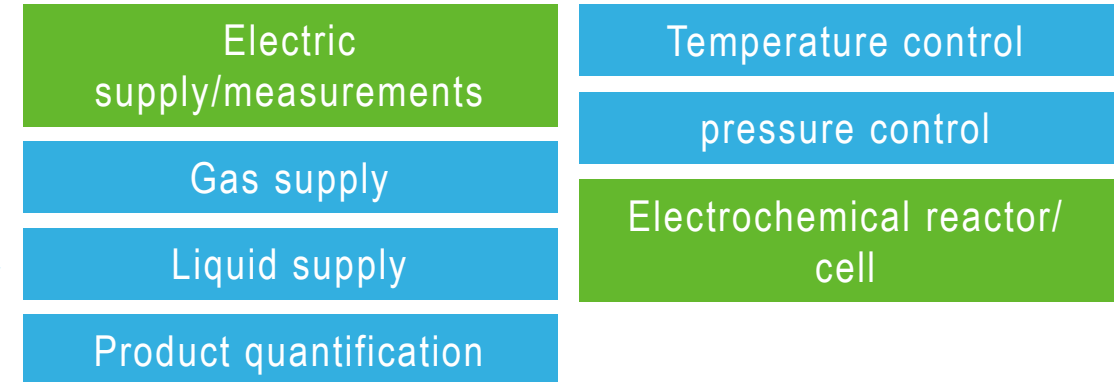 Electric
supply/measurements
Gas supply
Liquid supply
Product quantification
Temperature control
pressure control
Electrochemical reactor/
cell